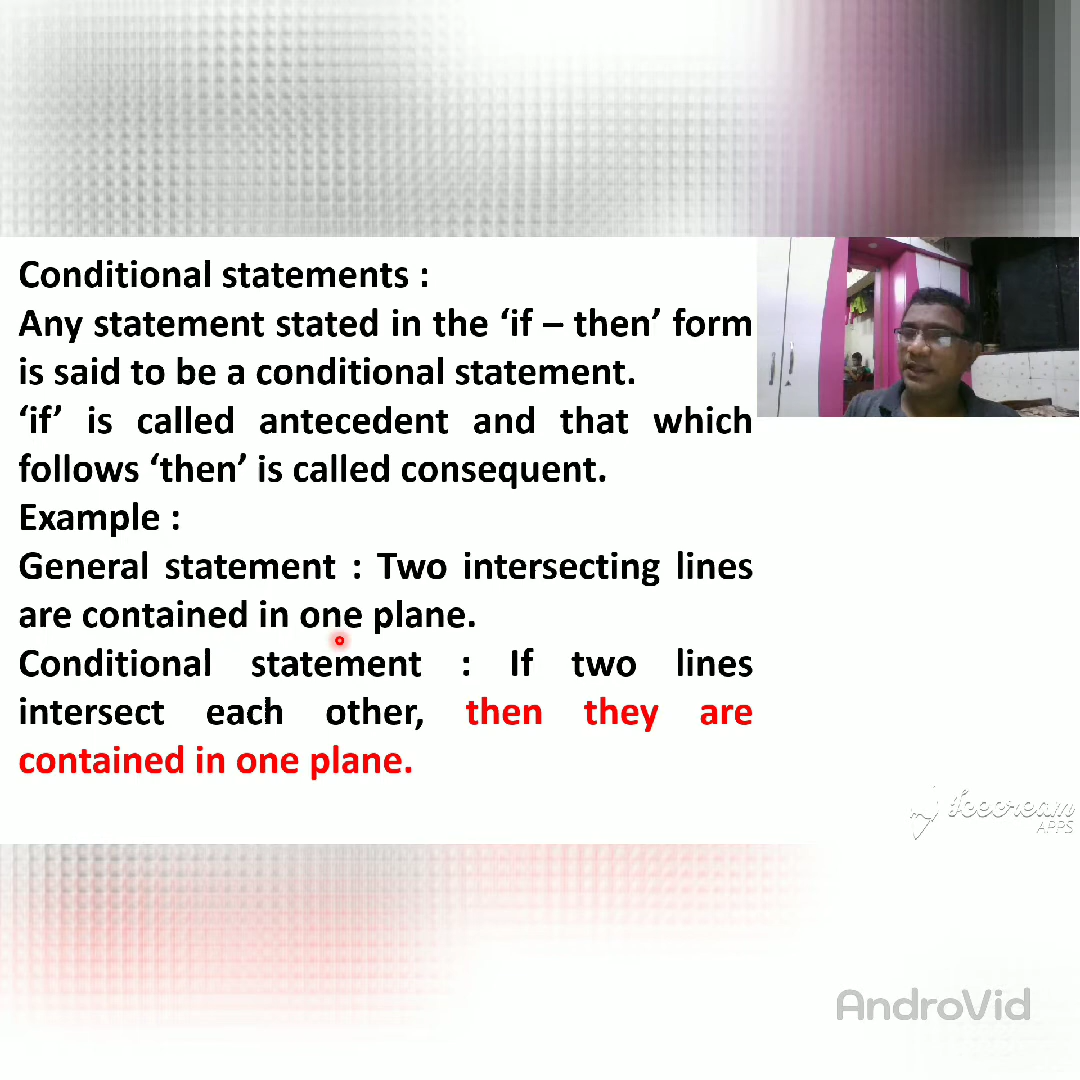 Conditional statements :
Any statement stated in the ‘if – then’ form
is said to be a conditional statement.
‘if’ is called antecedent and that which
follows ‘then’ is called consequent.
Example :
General statement : Two intersecting lines
are contained in one plane.
Conditional statement : If two lines
intersect each other, then they are
contained in one plane.
Icecream
APPS
AndroVid